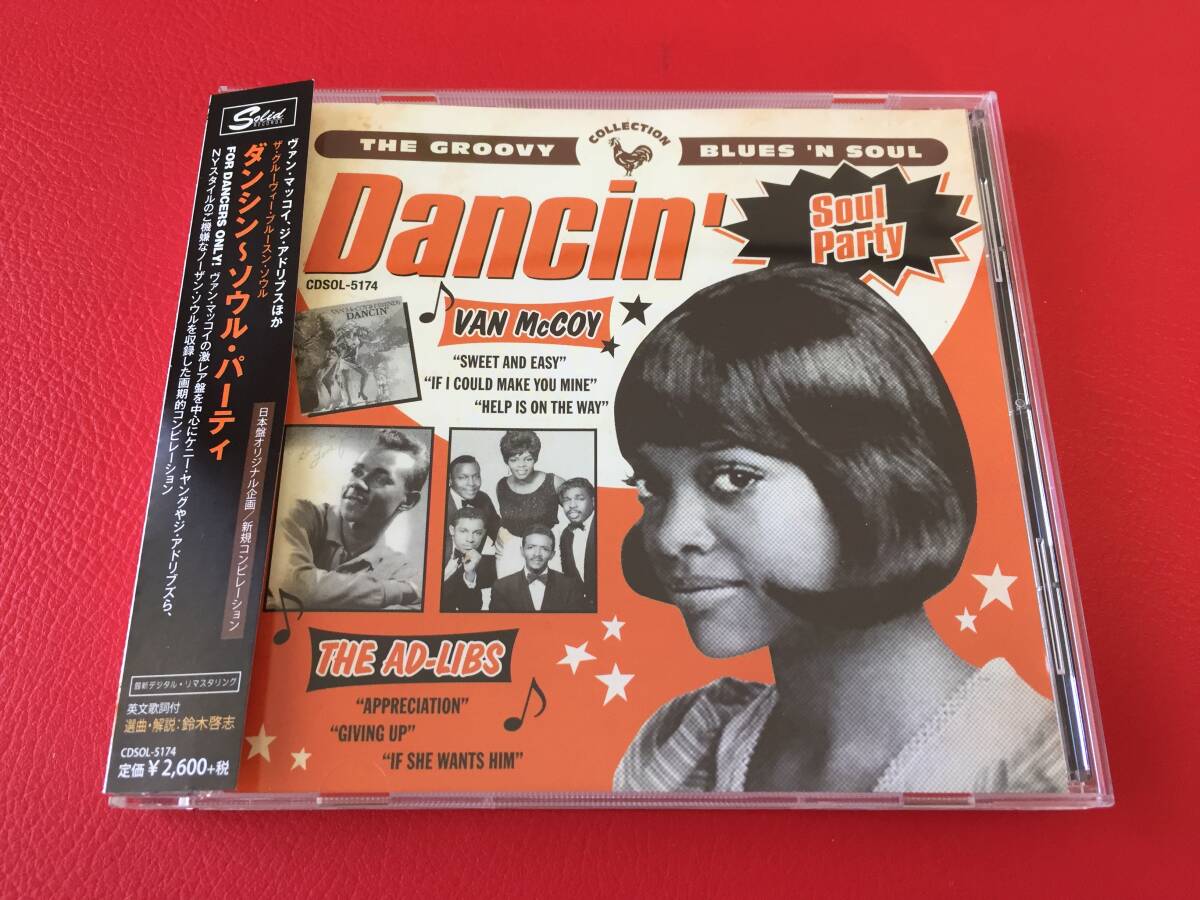 Solid
RECORDS
ヴァン・マッコイ、ジ・アドリブスほか
ザ・グルーヴィー・ブルースン・ソウル
ダンシン〜ソウル・パーティ
FOR DANCERS ONLY! ヴァン・マッコイの激レア盤を中心にケニー・ヤングやジ・アドリブズら、
NYスタイルのご機嫌なノーザン・ソウルを収録した画期的コンピレーション
日本盤オリジナル企画/新規コンピレーション
最新デジタル・リマスタリング
英文歌詞付
選曲・解説:鈴木啓志
CDSOL-5174
定価¥2,600+税
THE GROOVY COLLECTION BLUES 'N SOUL
Dancin'
Soul
Party
CDSOL-5174
VAN McCOY & FRIENDS
DANCIN'
VAN McCOY
“SWEET AND EASY”
“IF I COULD MAKE YOU MINE”
“HELP IS ON THE WAY”
THE AD-LIBS
“APPRECIATION”
“GIVING UP”
“IF SHE WANTS HIM”